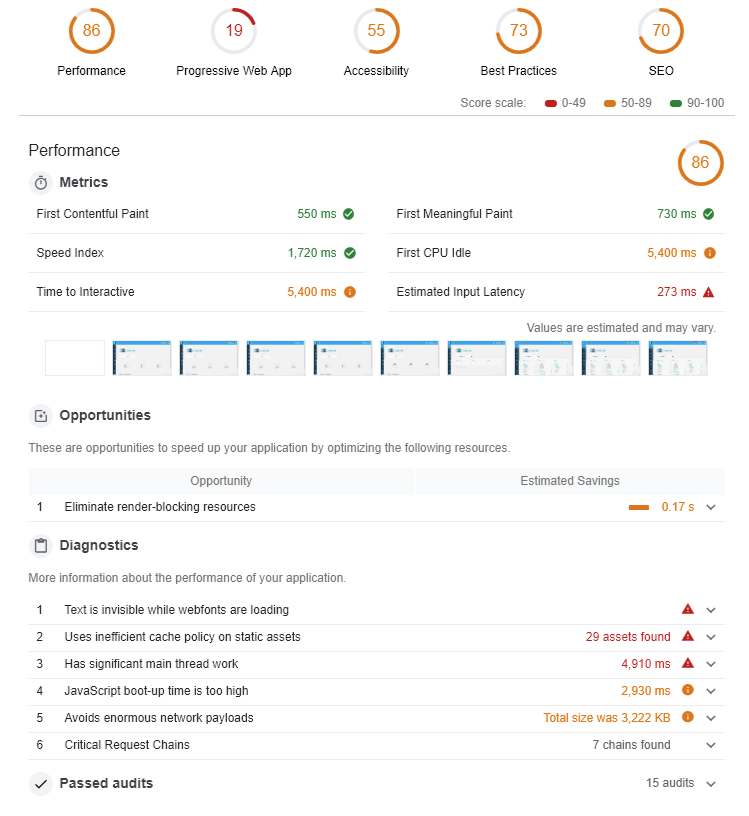 86 19 55 73 70
Performance Progressive Web App Accessibility Best Practices SEO
Score scale: 0-49 50-89 90-100
Performance 86
Metrics
First Contentful Paint 550 ms First Meaningful Paint 730 ms
Speed Index 1,720 ms First CPU Idle 5,400 ms
Time to Interactive 5,400 ms Estimated Input Latency 273 ms
Values are estimated and may vary.
Opportunities
These are opportunities to speed up your application by optimizing the following resources.
Opportunity Estimated Savings
1 Eliminate render-blocking resources 0.17 s
Diagnostics
More information about the performance of your application.
1 Text is invisible while webfonts are loading
2 Uses inefficient cache policy on static assets 29 assets found
3 Has significant main thread work 4,910 ms
4 JavaScript boot-up time is too high 2,930 ms
5 Avoids enormous network payloads Total size was 3,222 KB
6 Critical Request Chains 7 chains found
Passed audits 15 audits